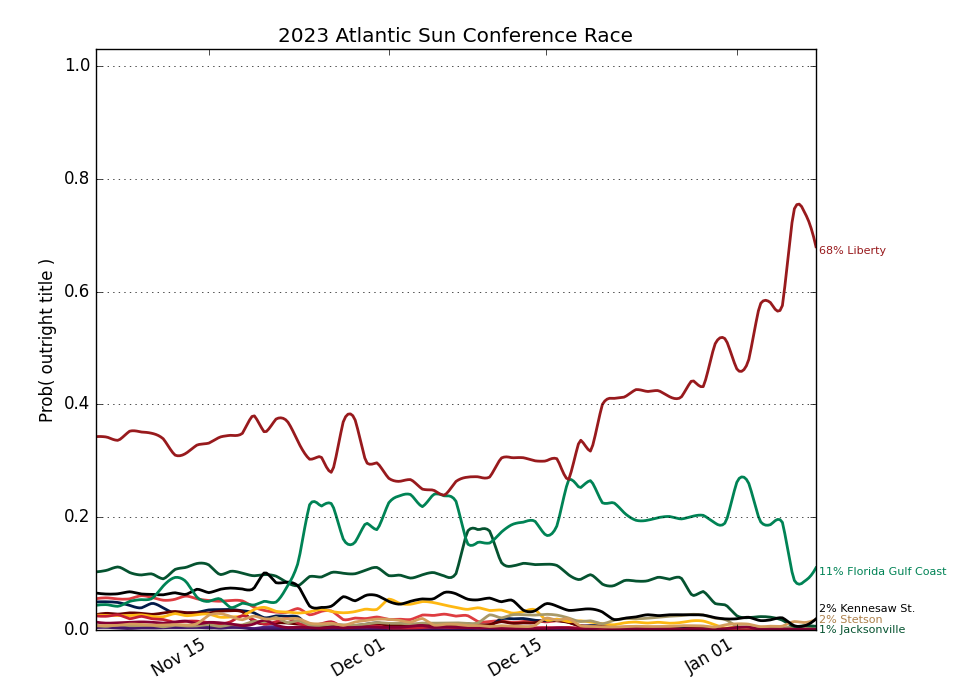 2023 Atlantic Sun Conference Race
Prob( outright title )
1.0
0.8
0.6
0.4
0.2
0.0
Nov 15
Dec 01
Dec 15
Jan 01
68% Liberty
11% Florida Gulf Coast
2% Kennesaw St.
2% Stetson
1% Jacksonville